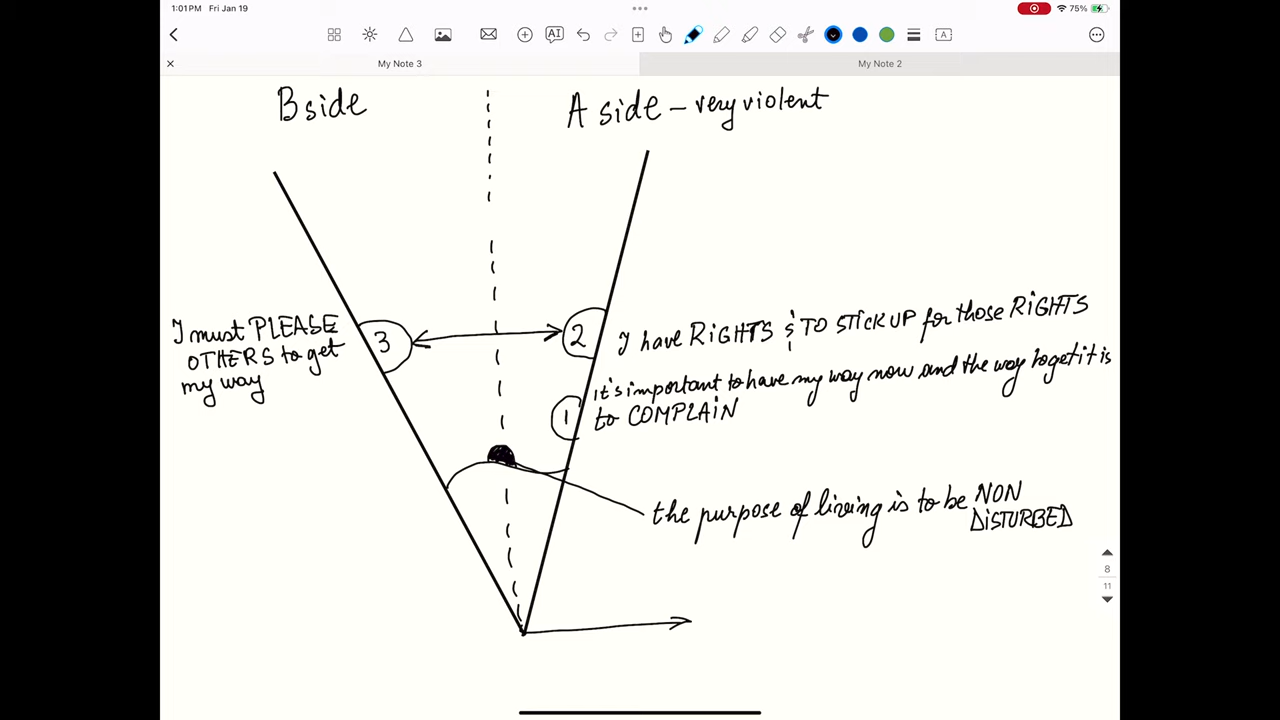 1:01PM Fri Jan 19
75%
My Note 3
My Note 2
B side
A side – very violent
I must PLEASE
OTHERS to get
my way
3
2
I have RIGHTS & TO STICK UP for those RIGHTS
1
it's important to have my way now and the way to get it is
to COMPLAIN
the purpose of living is to be NON
DISTURBED
8
11